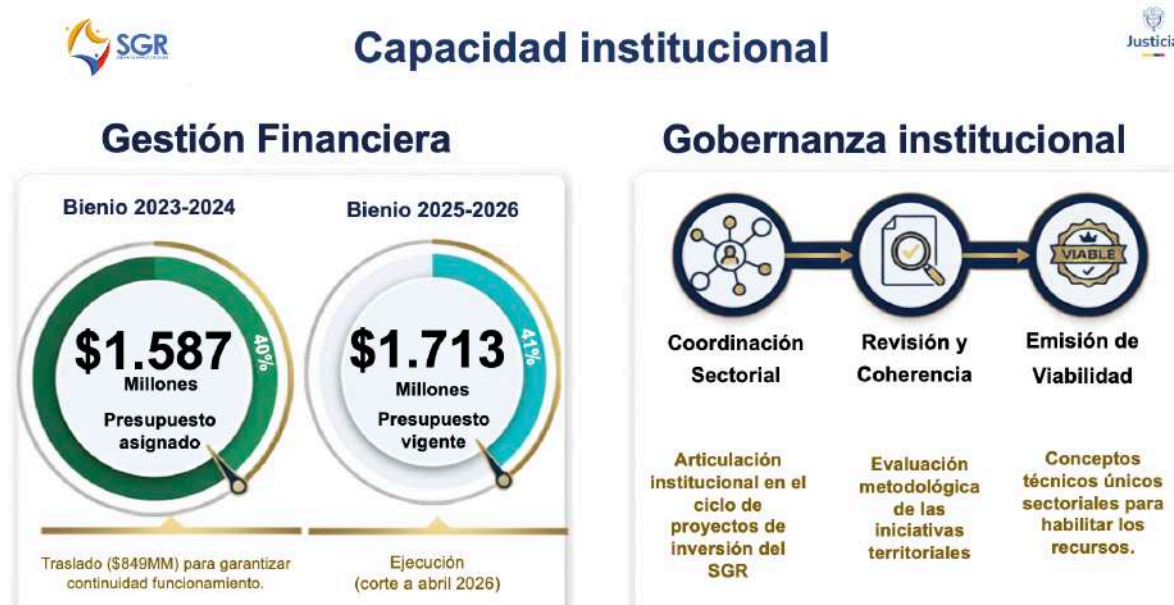 SGR
Capacidad institucional
Justicia
Gestión Financiera
Bienio 2023-2024
40%
$1.587
Millones
Presupuesto
asignado
Traslado ($849MM) para garantizar
continuidad funcionamiento.
Bienio 2025-2026
41%
$1.713
Millones
Presupuesto
vigente
Ejecución
(corte a abril 2026)
Gobernanza institucional
VIABLE
Coordinación
Sectorial
Articulación
institucional en el
ciclo de
proyectos de
inversión del
SGR
Revisión y
Coherencia
Evaluación
metodológica
de las
iniciativas
territoriales
Emisión de
Viabilidad
Conceptos
técnicos únicos
sectoriales para
habilitar los
recursos.